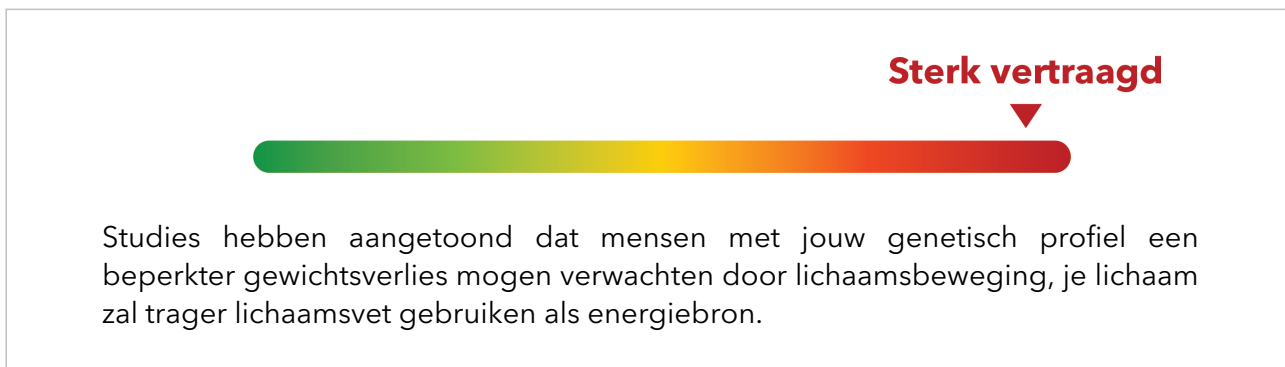 Sterk vertraagd
Studies hebben aangetoond dat mensen met jouw genetisch profiel een
beperkter gewichtsverlies mogen verwachten door lichaamsbeweging, je lichaam
zal trager lichaamsvet gebruiken als energiebron.